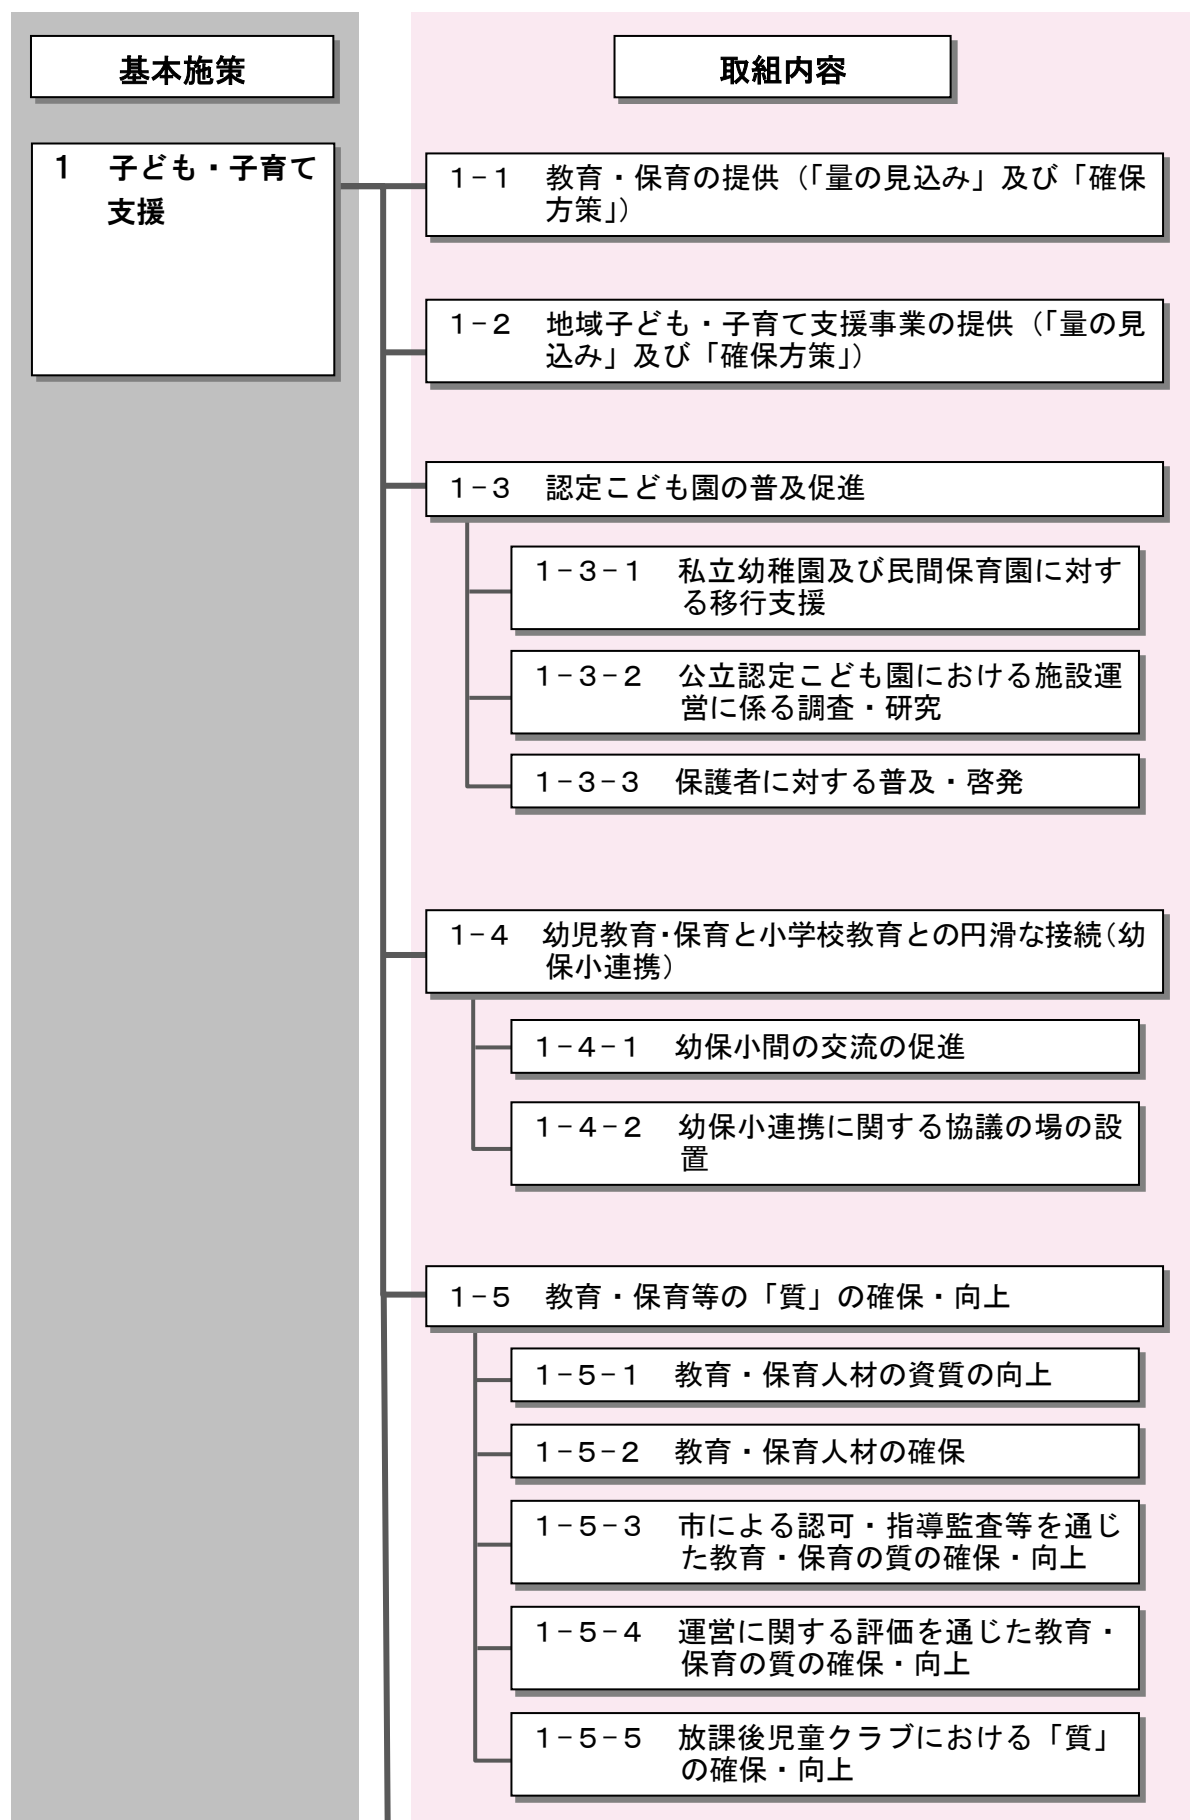 基本施策
取組内容
１　子ども・子育て
支援
１−１　教育・保育の提供（「量の見込み」及び「確保
方策」）
１−２　地域子ども・子育て支援事業の提供（「量の見
込み」及び「確保方策」）
１−３　認定こども園の普及促進
１−３−１　私立幼稚園及び民間保育園に対す
る移行支援
１−３−２　公立認定こども園における施設運
営に係る調査・研究
１−３−３　保護者に対する普及・啓発
１−４　幼児教育・保育と小学校教育との円滑な接続（幼
保小連携）
１−４−１　幼保小間の交流の促進
１−４−２　幼保小連携に関する協議の場の設
置
１−５　教育・保育等の「質」の確保・向上
１−５−１　教育・保育人材の資質の向上
１−５−２　教育・保育人材の確保
１−５−３　市による認可・指導監査等を通じ
た教育・保育の質の確保・向上
１−５−４　運営に関する評価を通じた教育・
保育の質の確保・向上
１−５−５　放課後児童クラブにおける「質」
の確保・向上